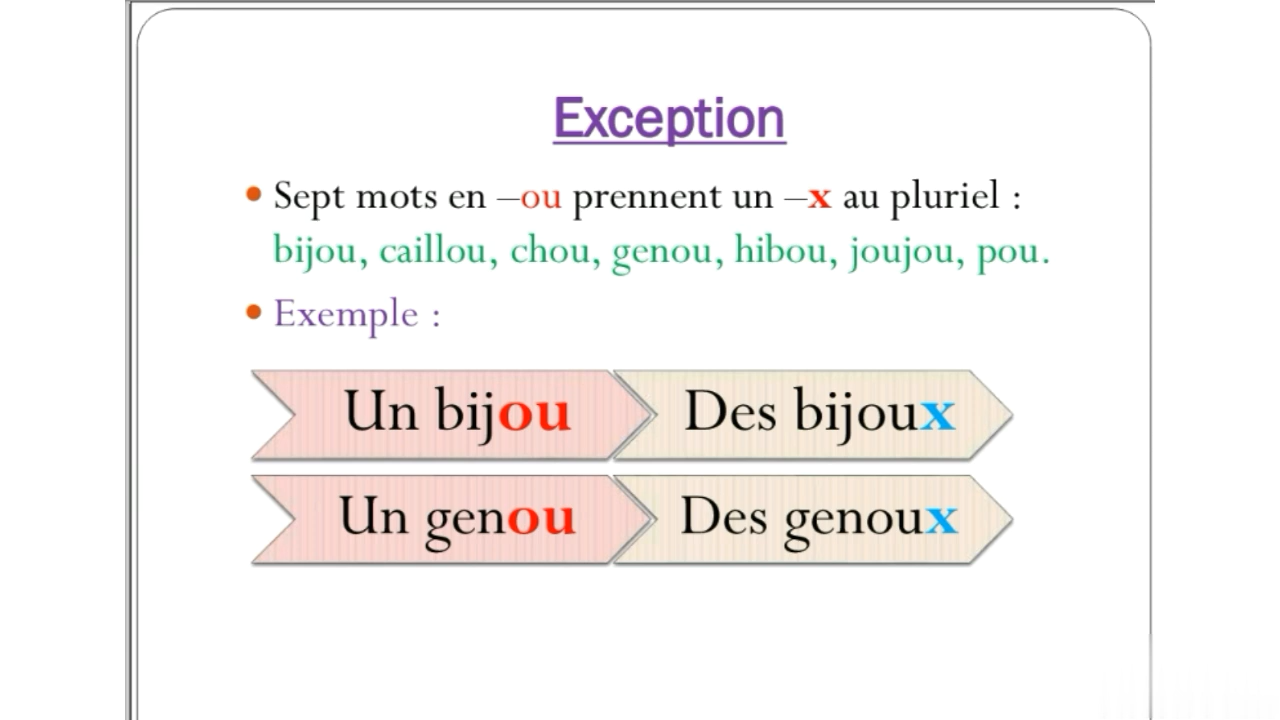 Exception
• Sept mots en –ou prennent un –x au pluriel :
bijou, caillou, chou, genou, hibou, joujou, pou.
• Exemple :
Un bijou Des bijoux
Un genou Des genoux